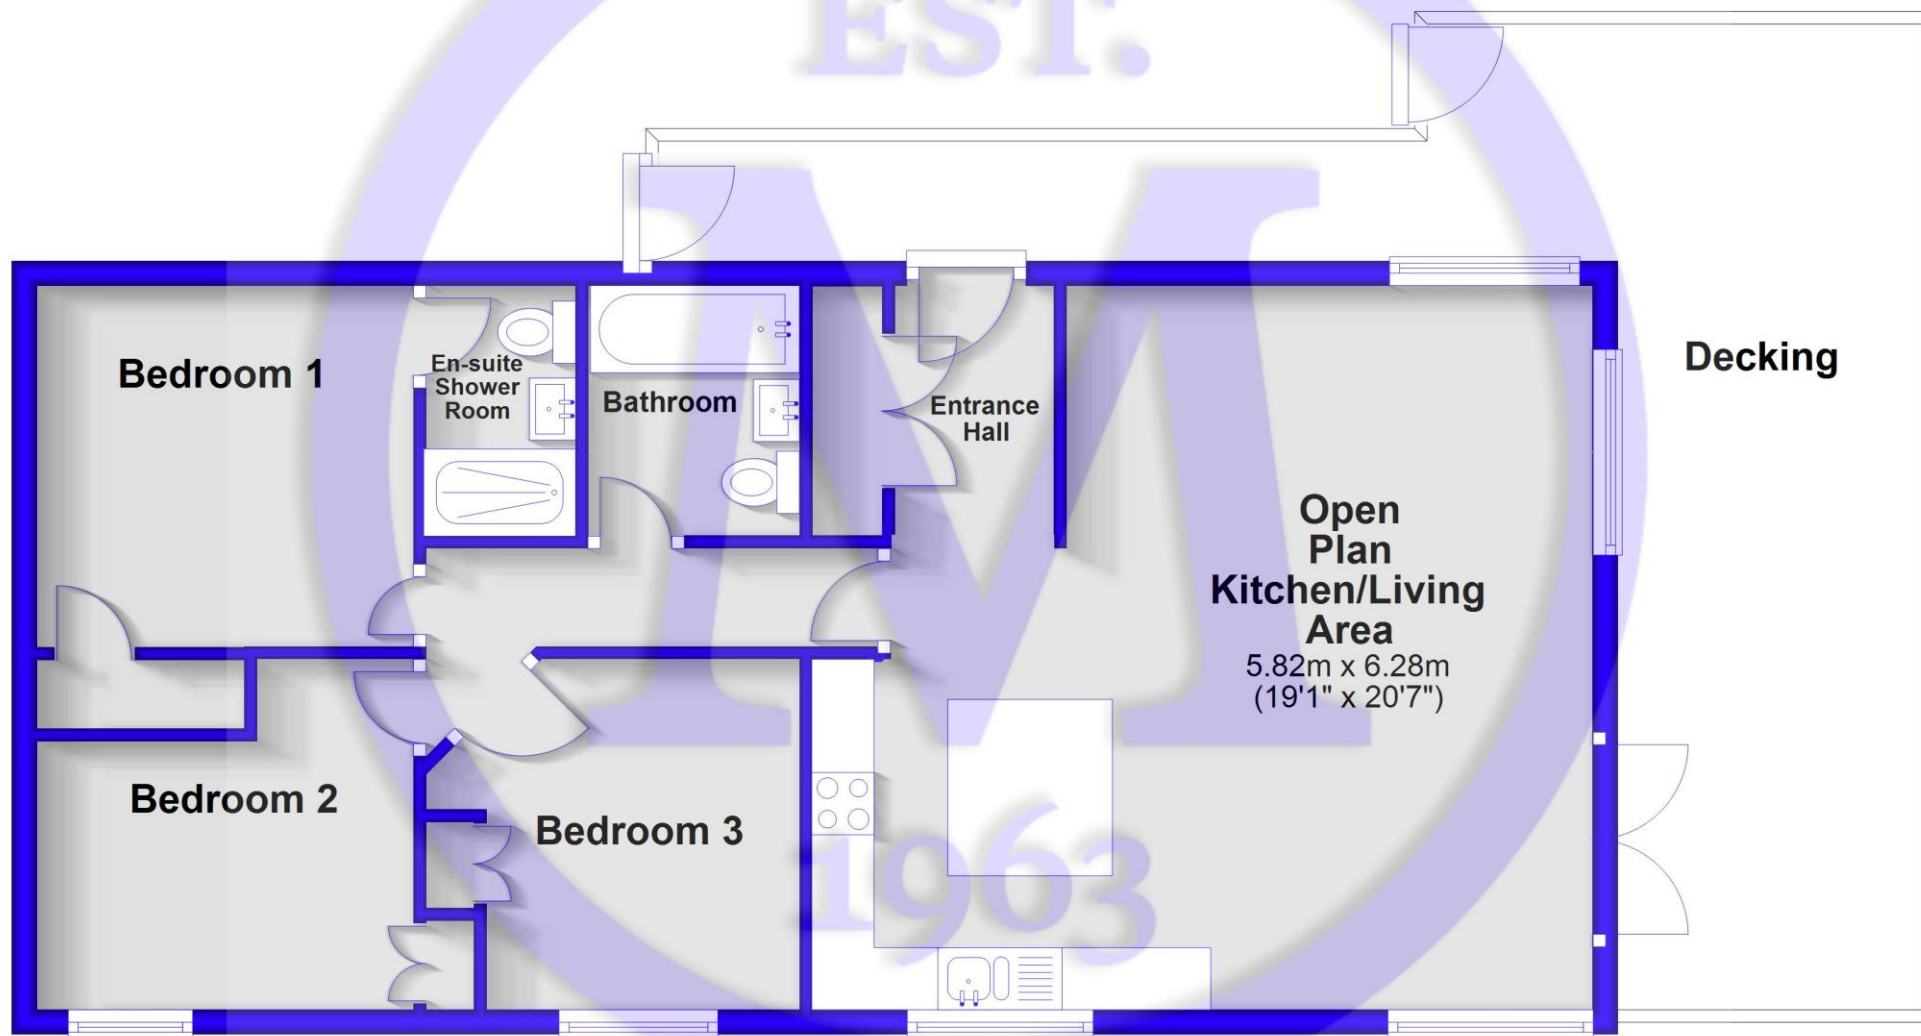 EST.
Bedroom 1
En-suite
Shower
Room
Bathroom
Entrance
Hall
Decking
Open
Plan
Kitchen/Living
Area
5.82m x 6.28m
(19'1" x 20'7")
Bedroom 2
Bedroom 3
M
1963